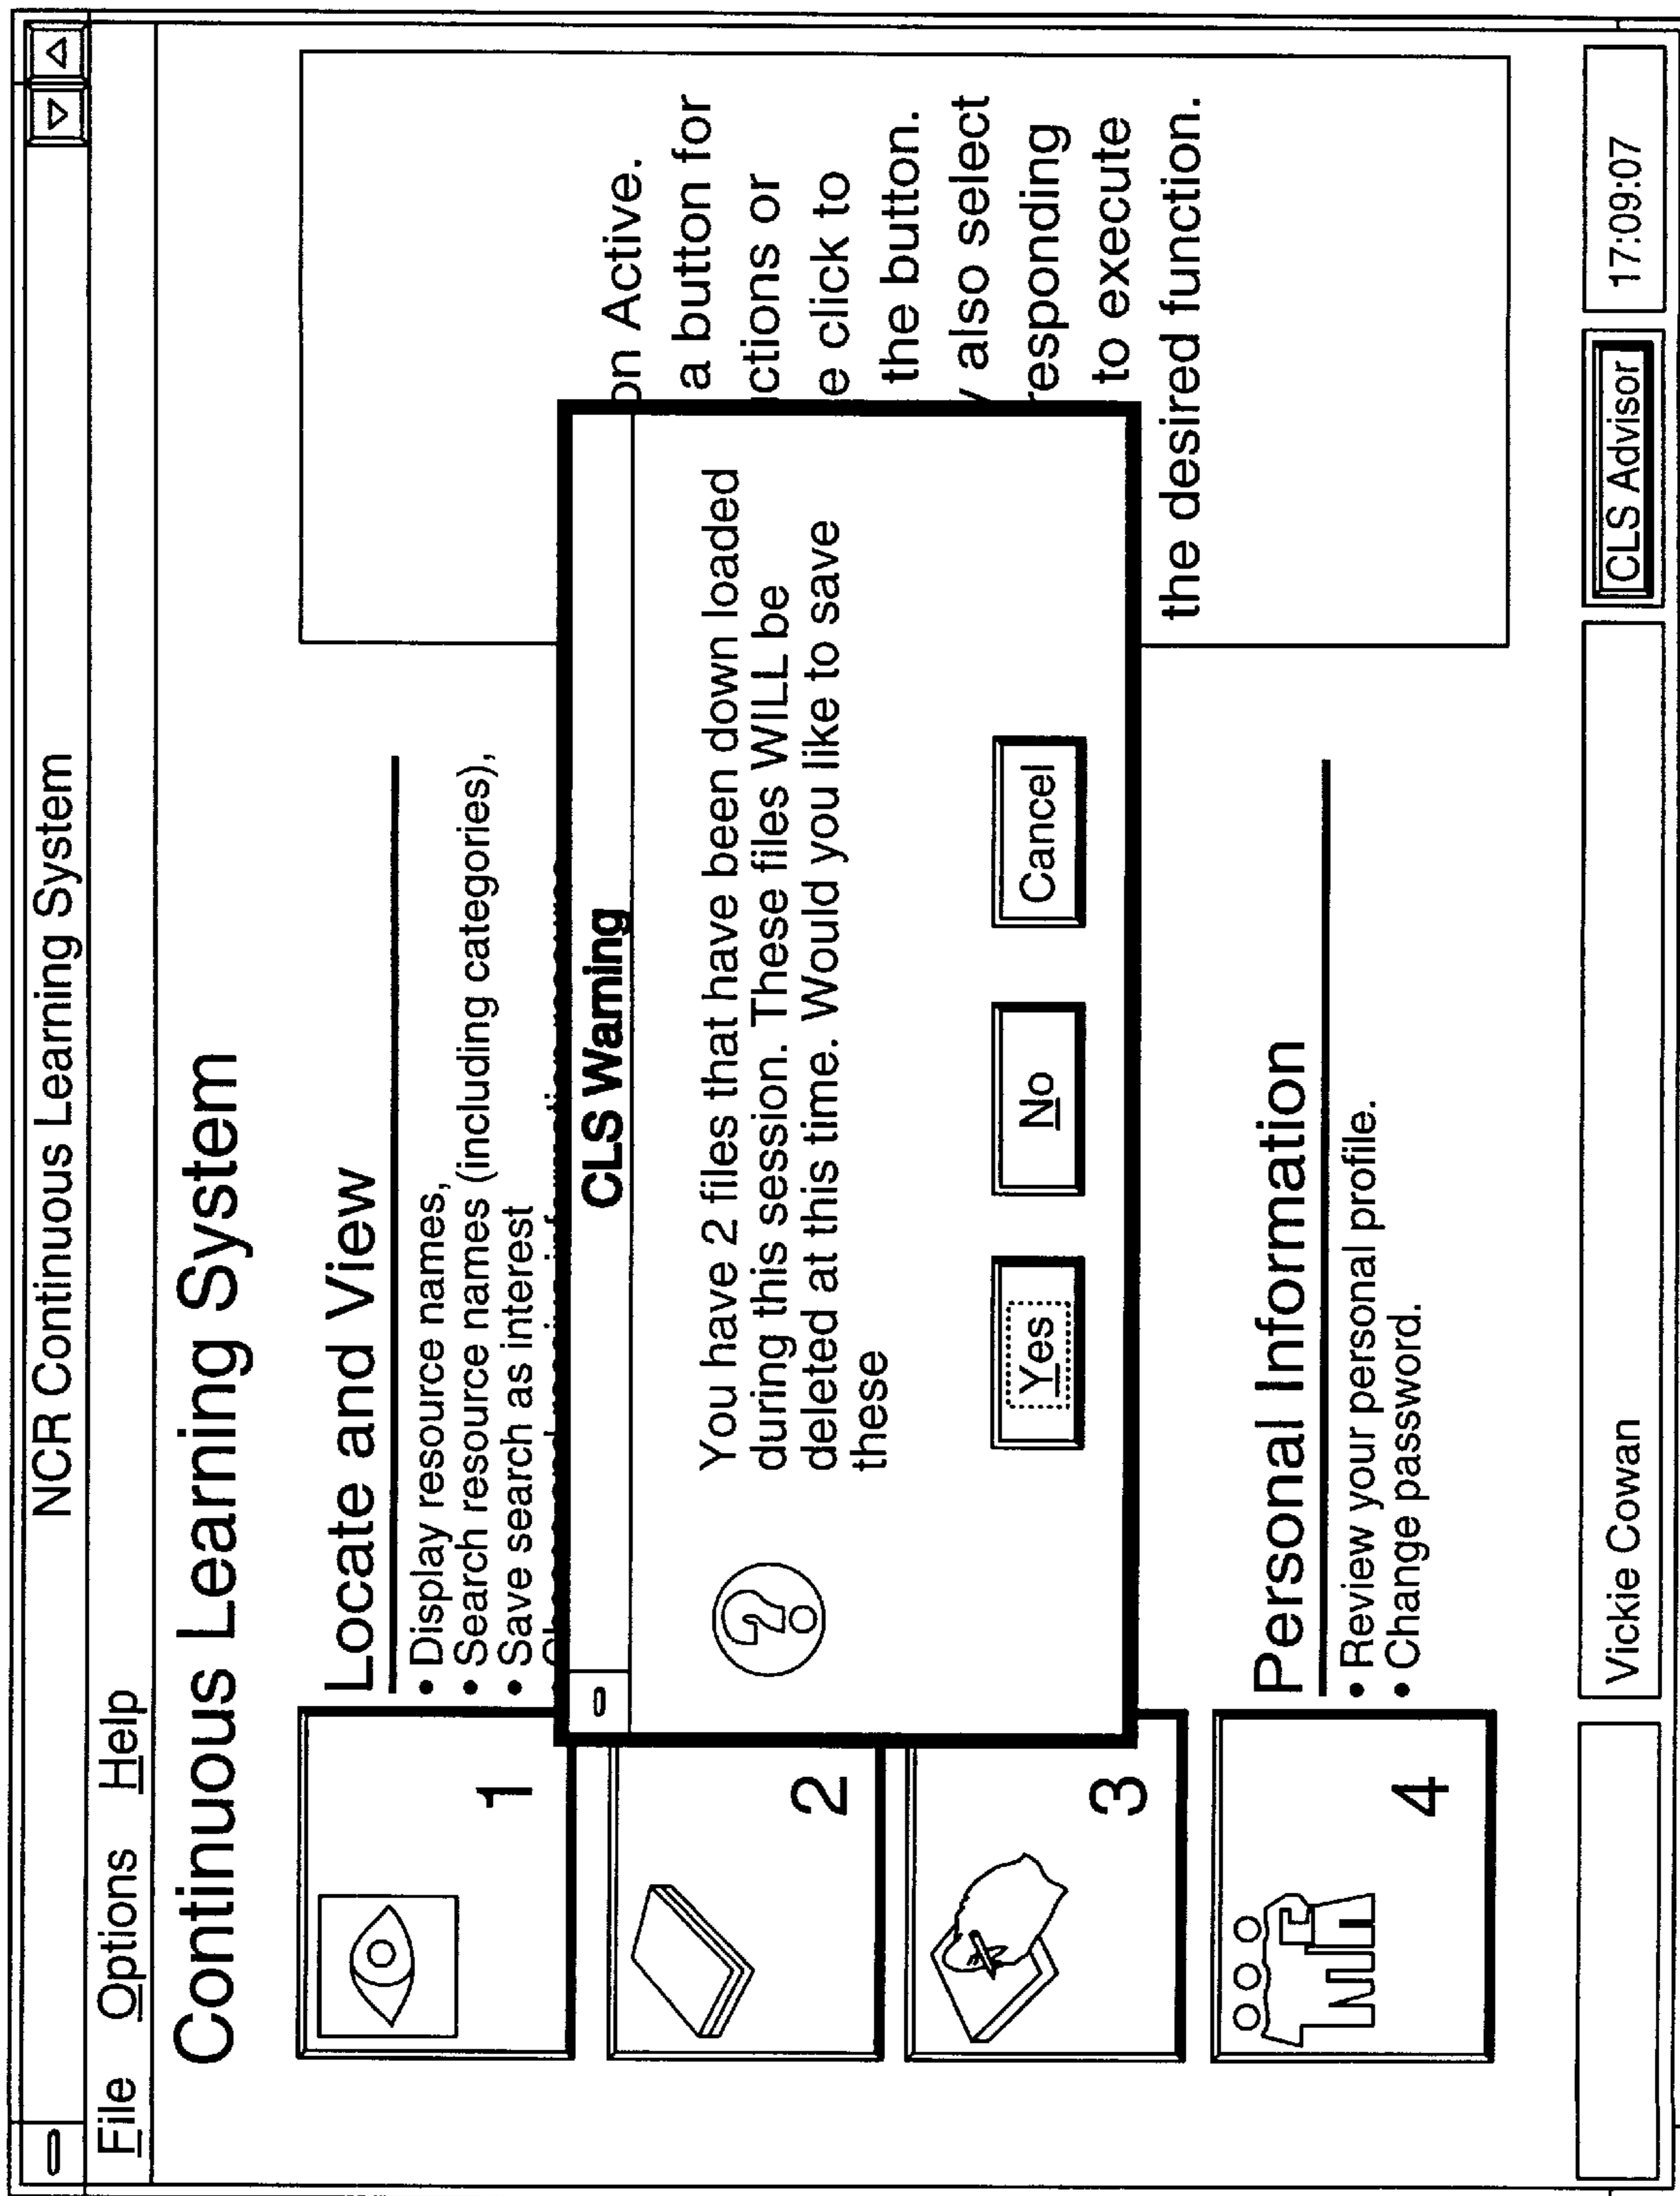 NCR Continuous Learning System
File Options Help
Continuous Learning System
1
Locate and View
• Display resource names,
• Search resource names (including categories),
• Save search as interest
on Active.
a button for
ctions or
e click to
the button.
also select
responding
to execute
the desired function.
CLS Warning
You have 2 files that have been down loaded
during this session. These files WILL be
deleted at this time. Would you like to save
these
Yes No Cancel
2
3
4
Personal Information
• Review your personal profile.
• Change password.
Vickie Cowan
CLS Advisor
17:09:07